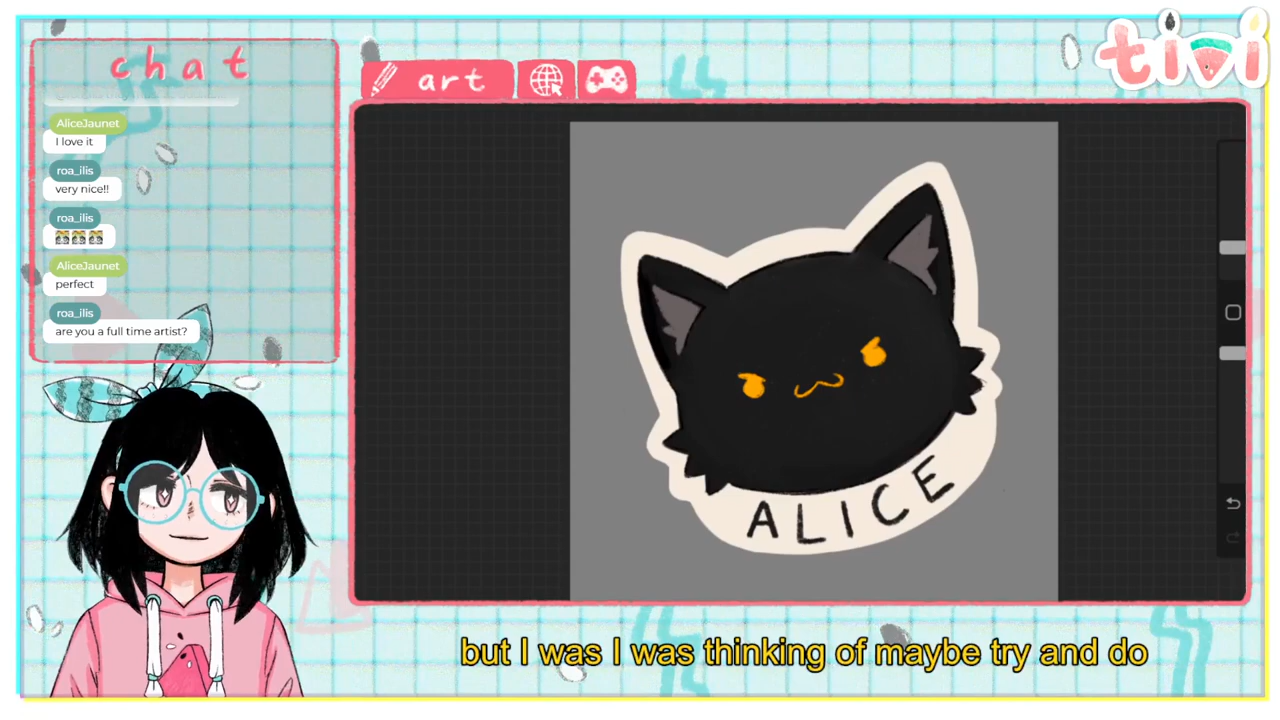 chat
AliceJaunet
I love it
roa_ilis
very nice!!
roa_ilis
AliceJaunet
perfect
roa_ilis
are you a full time artist?
art
tivi
ALICE
but I was I was thinking of maybe try and do